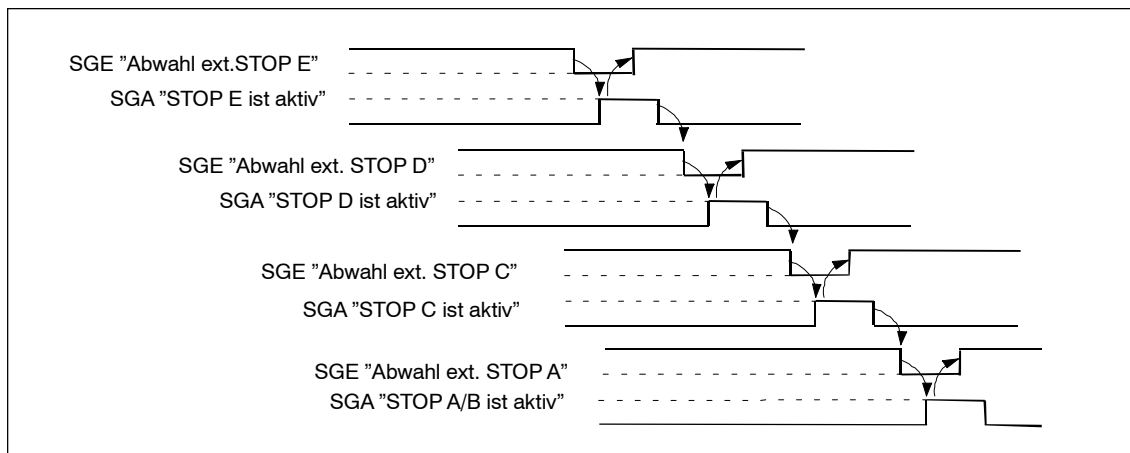 SGE ”Abwahl ext.STOP E”
SGA ”STOP E ist aktiv”
SGE ”Abwahl ext. STOP D”
SGA ”STOP D ist aktiv”
SGE ”Abwahl ext. STOP C”
SGA ”STOP C ist aktiv”
SGE ”Abwahl ext. STOP A”
SGA ”STOP A/B ist aktiv”